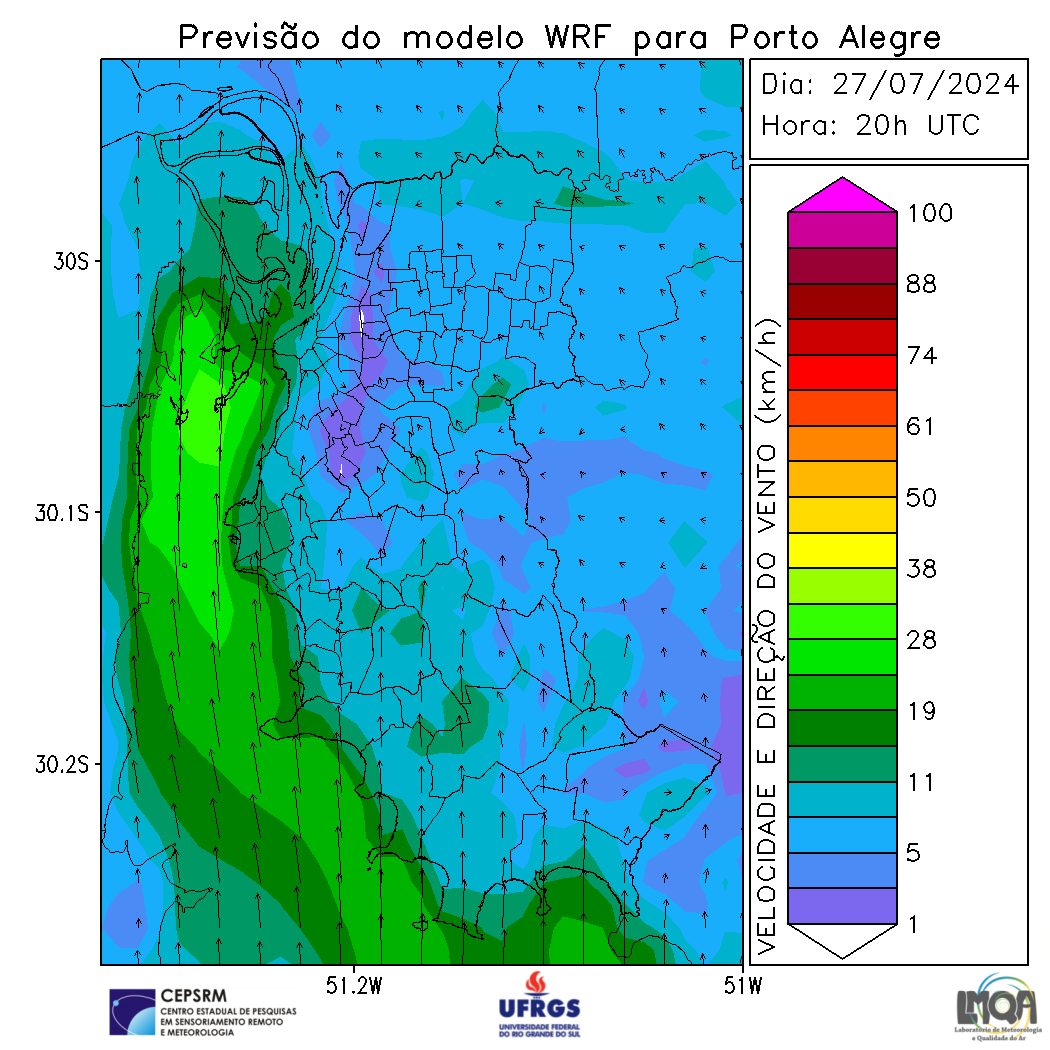 Previsão do modelo WRF para Porto Alegre
Dia: 27/07/2024
Hora: 20h UTC
30S
30.1S
30.2S
51.2W
51W
VELOCIDADE E DIREÇÃO DO VENTO (km/h)
100
88
74
61
50
38
28
19
11
5
1
CEPSRM
CENTRO ESTADUAL DE PESQUISAS
EM SENSORIAMENTO REMOTO
E METEOROLOGIA
UFRGS
UNIVERSIDADE FEDERAL
DO RIO GRANDE DO SUL
LMQA
Laboratório de Meteorologia
e Qualidade do Ar